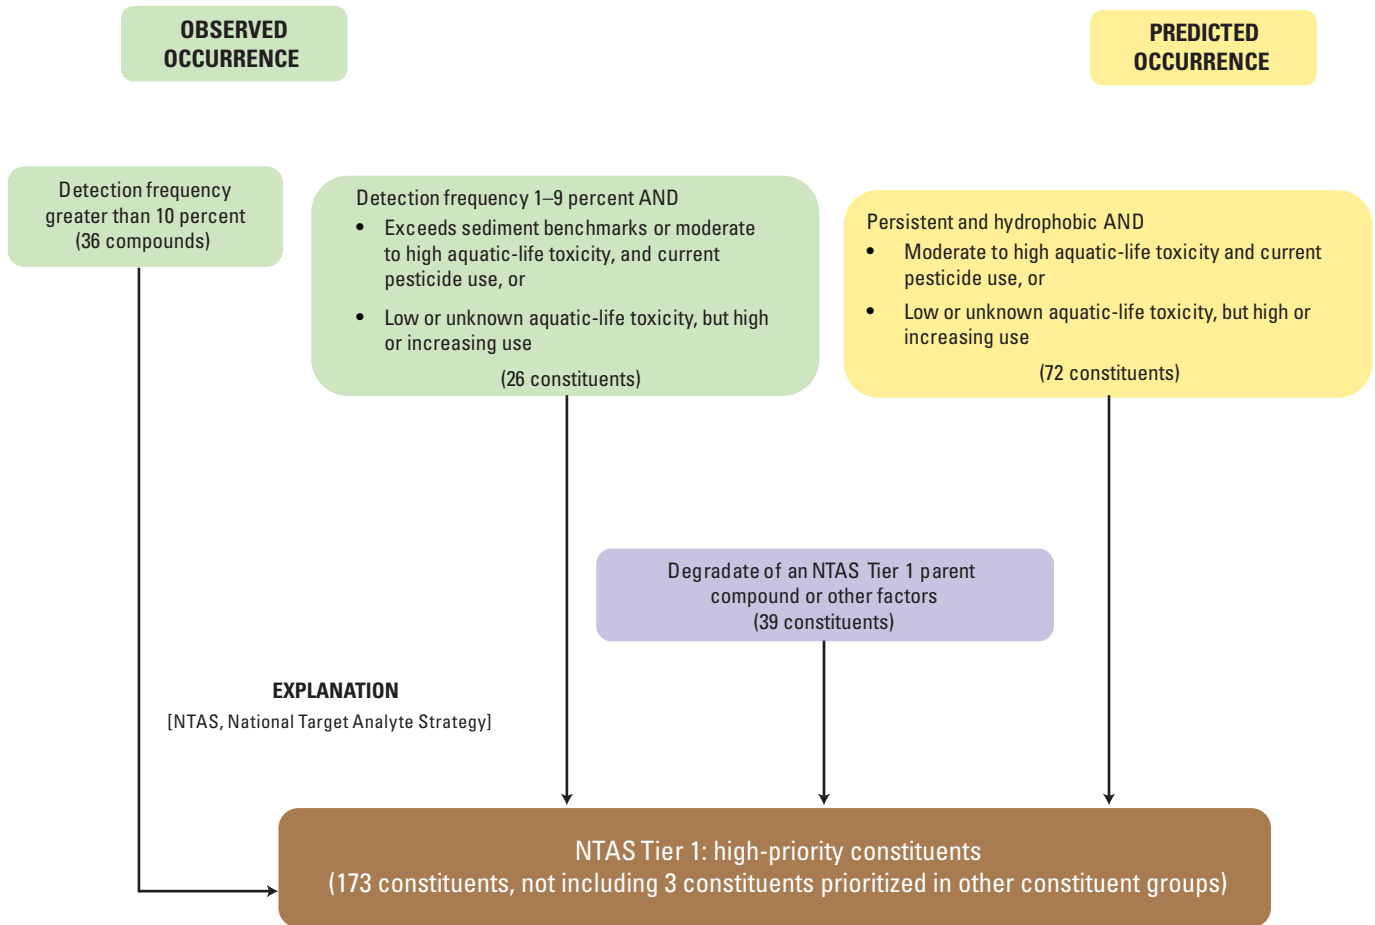 OBSERVED
OCCURRENCE
PREDICTED
OCCURRENCE
Detection frequency
greater than 10 percent
(36 compounds)
Detection frequency 1–9 percent AND
• Exceeds sediment benchmarks or moderate
to high aquatic-life toxicity, and current
pesticide use, or
• Low or unknown aquatic-life toxicity, but high
or increasing use
(26 constituents)
Persistent and hydrophobic AND
• Moderate to high aquatic-life toxicity and current
pesticide use, or
• Low or unknown aquatic-life toxicity, but high or
increasing use
(72 constituents)
Degradate of an NTAS Tier 1 parent
compound or other factors
(39 constituents)
EXPLANATION
[NTAS, National Target Analyte Strategy]
NTAS Tier 1: high-priority constituents
(173 constituents, not including 3 constituents prioritized in other constituent groups)